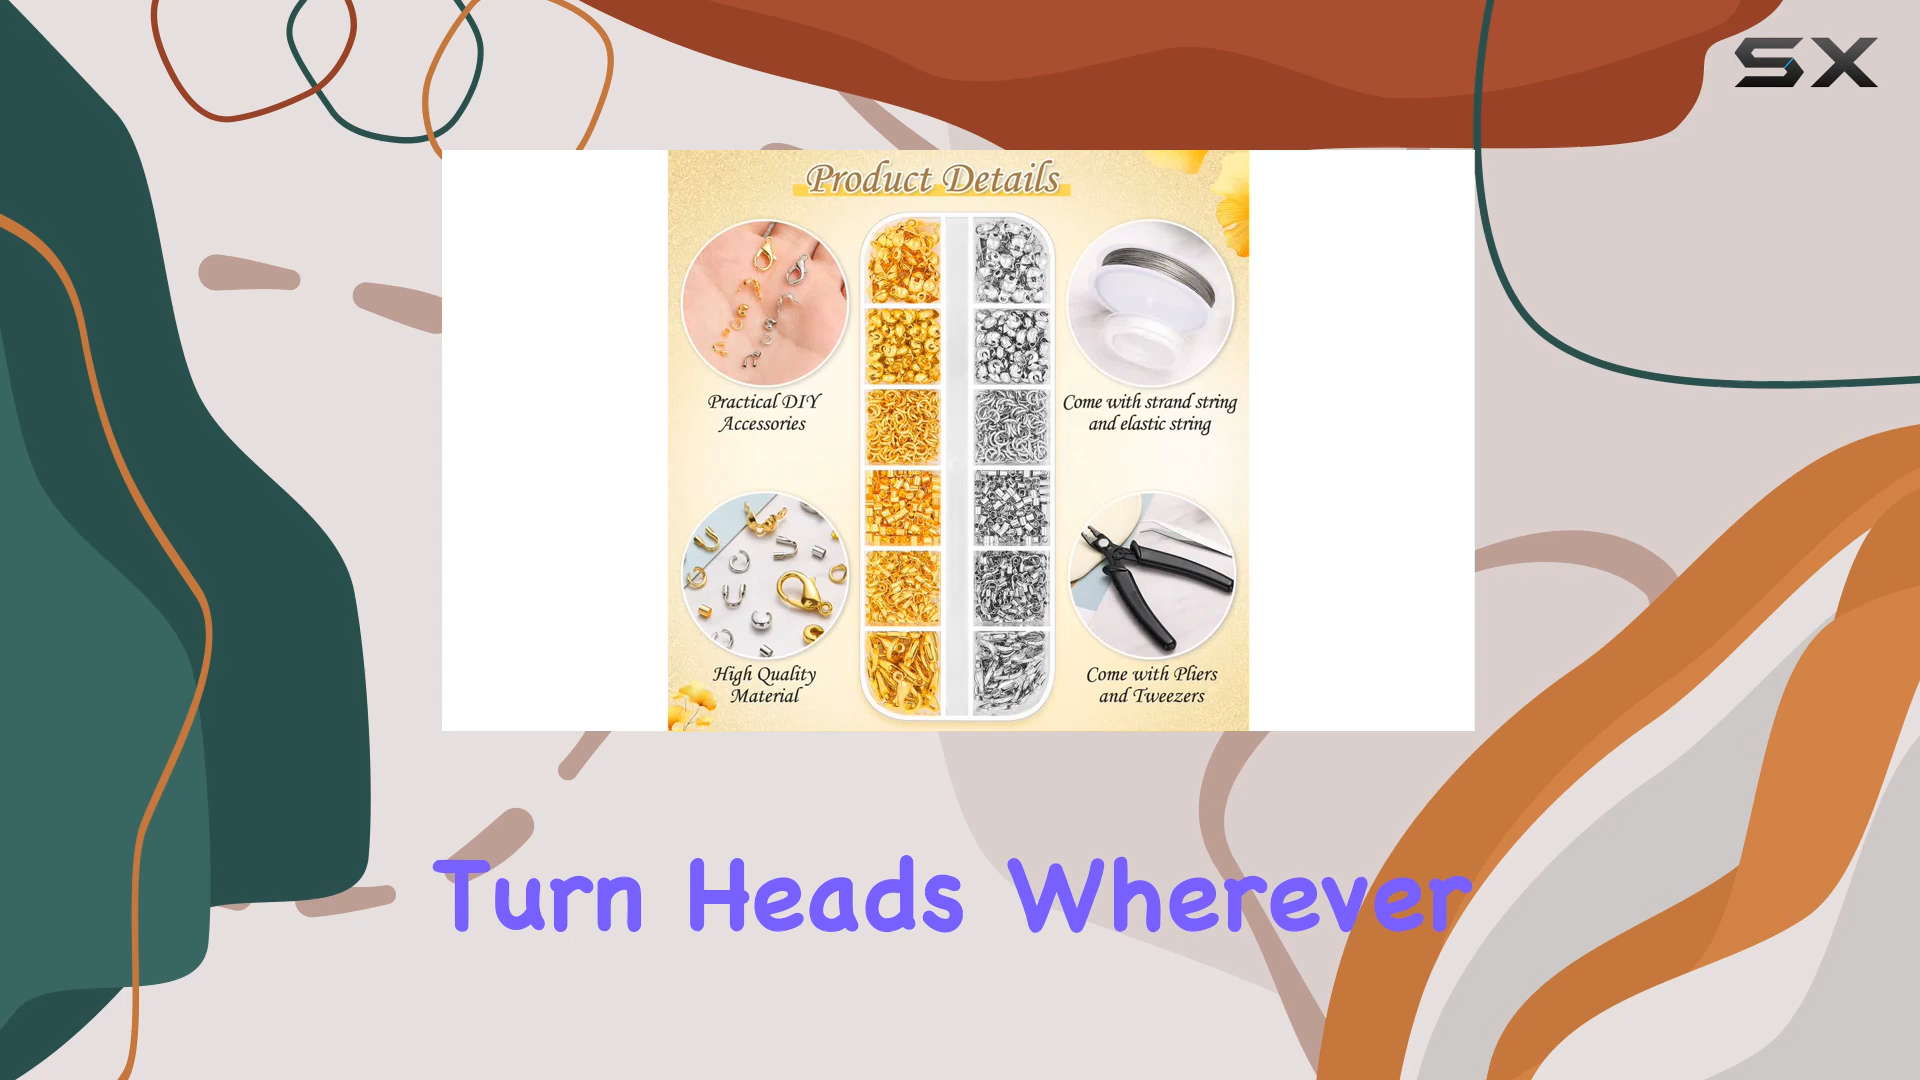 SX
Product Details
Practical DIY
Accessories
Come with strand string
and elastic string
High Quality
Material
Come with Pliers
and Tweezers
Turn Heads Wherever